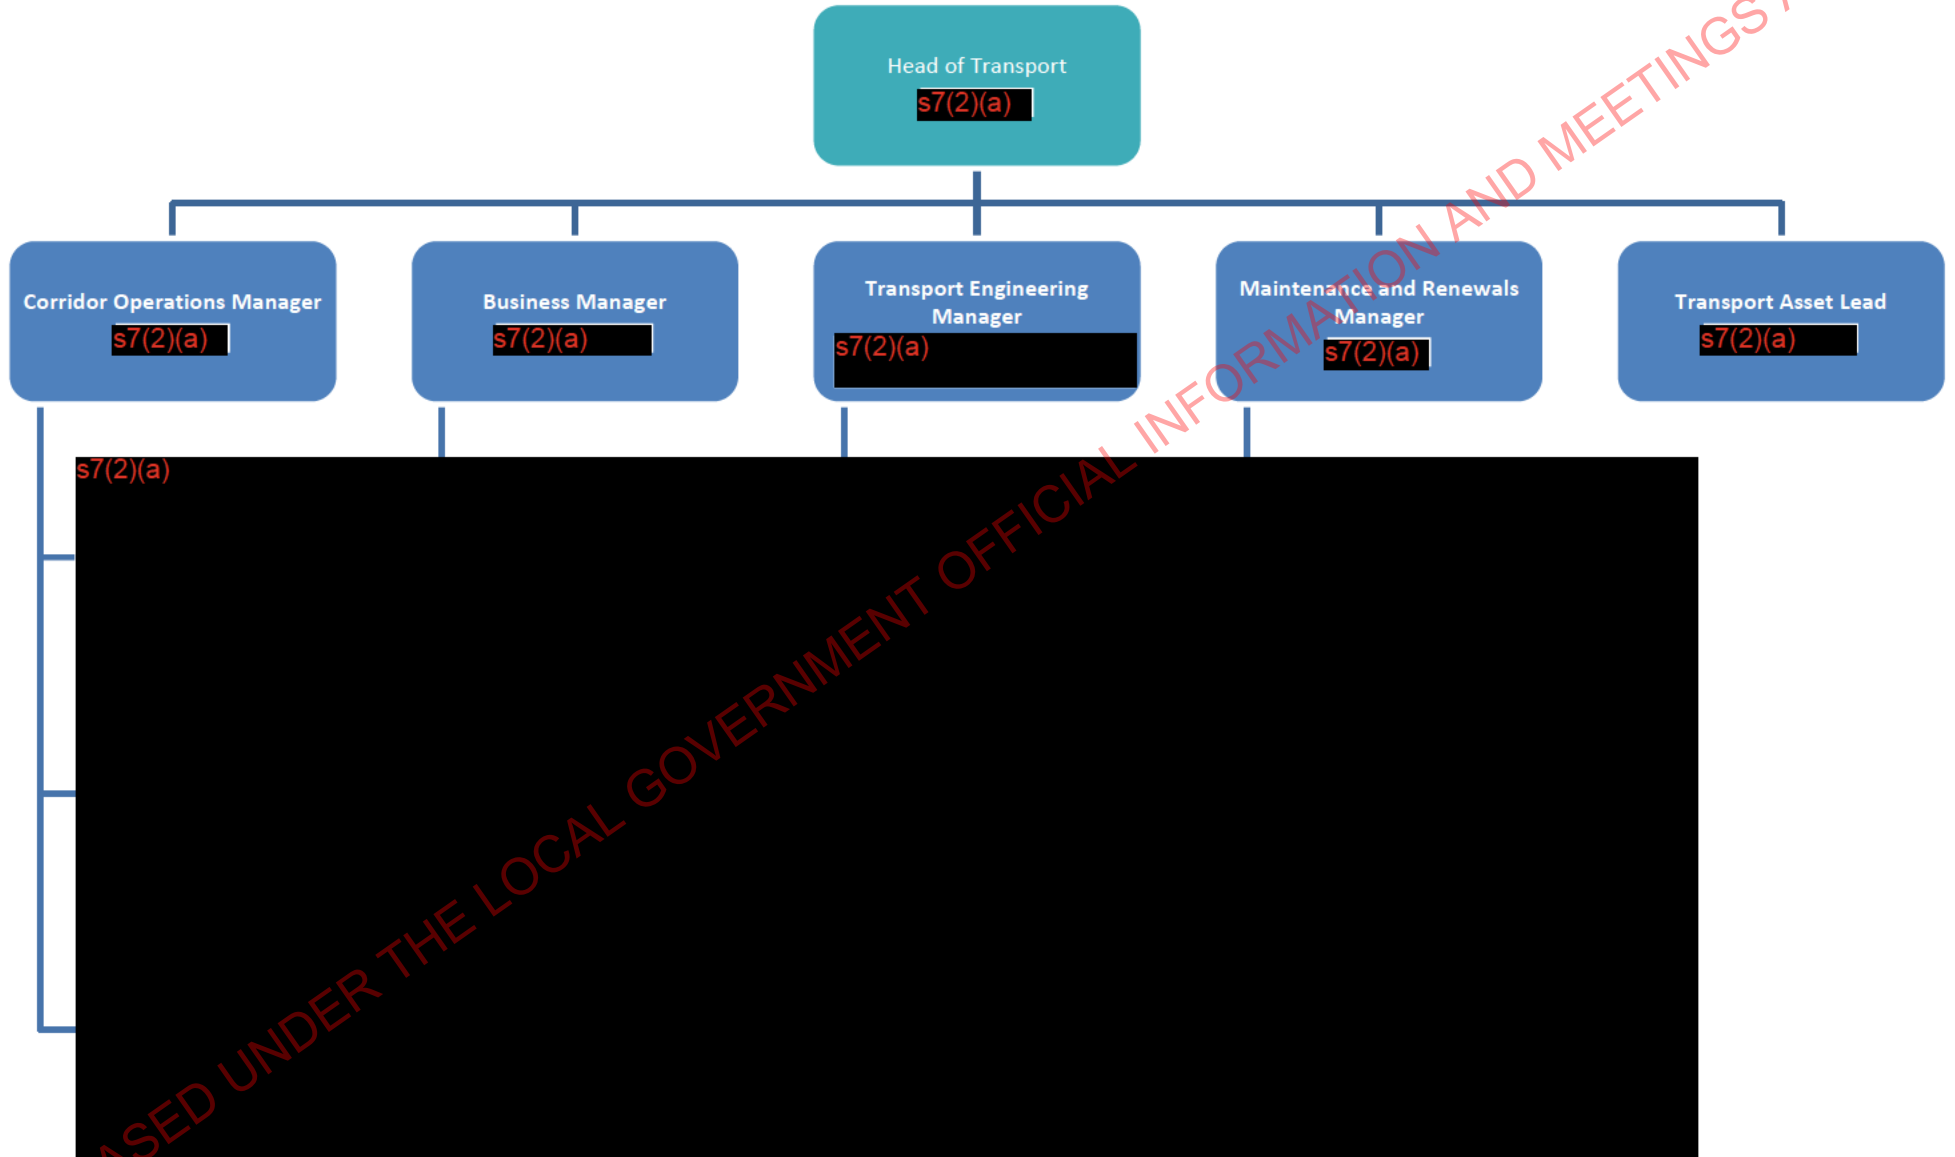 Head of Transport
s7(2)(a)
Corridor Operations Manager
s7(2)(a)
Business Manager
s7(2)(a)
Transport Engineering
Manager
s7(2)(a)
Maintenance and Renewals
Manager
s7(2)(a)
Transport Asset Lead
s7(2)(a)
s7(2)(a)
ASED UNDER THE LOCAL GOVERNMENT OFFICIAL INFORMATION AND MEETINGS A